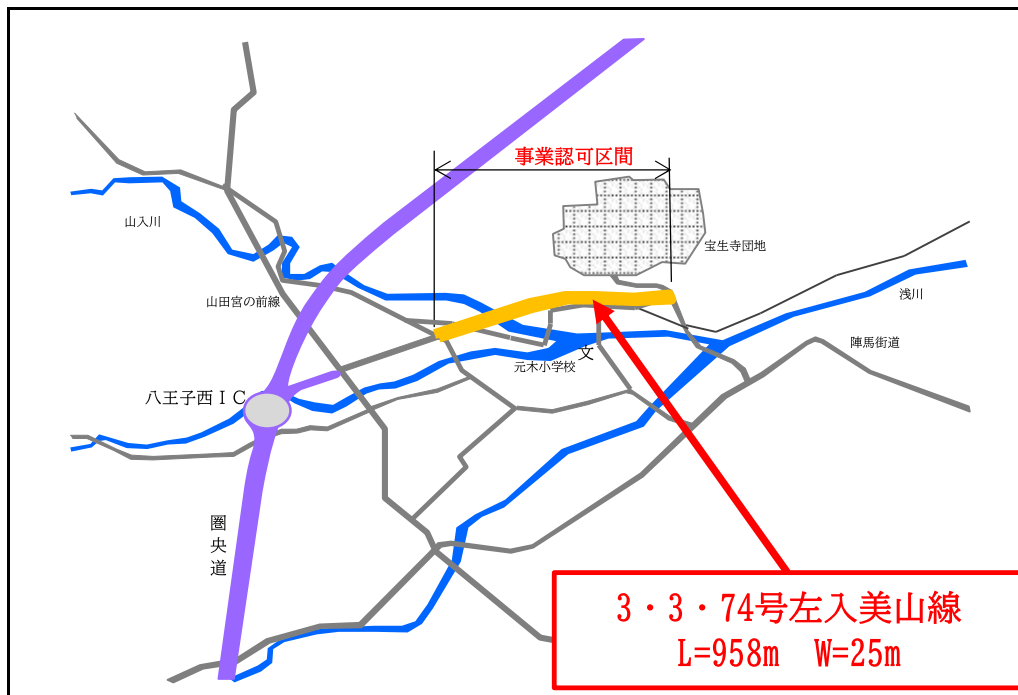 事業認可区間
山入川
宝生寺団地
山田宮の前線
浅川
陣馬街道
文
元木小学校
八王子西ＩＣ
圏央道
3・3・74号左入美山線
L=958m　W=25m